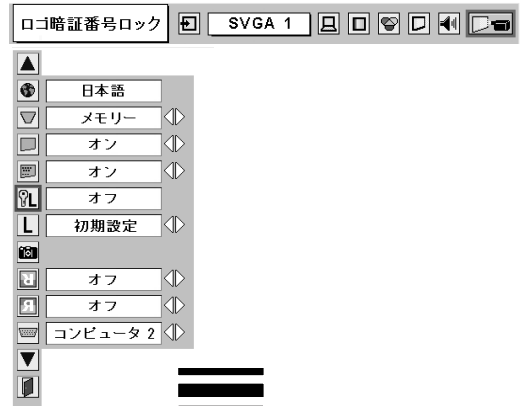 ロゴ暗証番号ロック
SVGA 1
日本語
メモリー
オン
オン
L
オフ
L
初期設定
オフ
オフ
コンピュータ 2